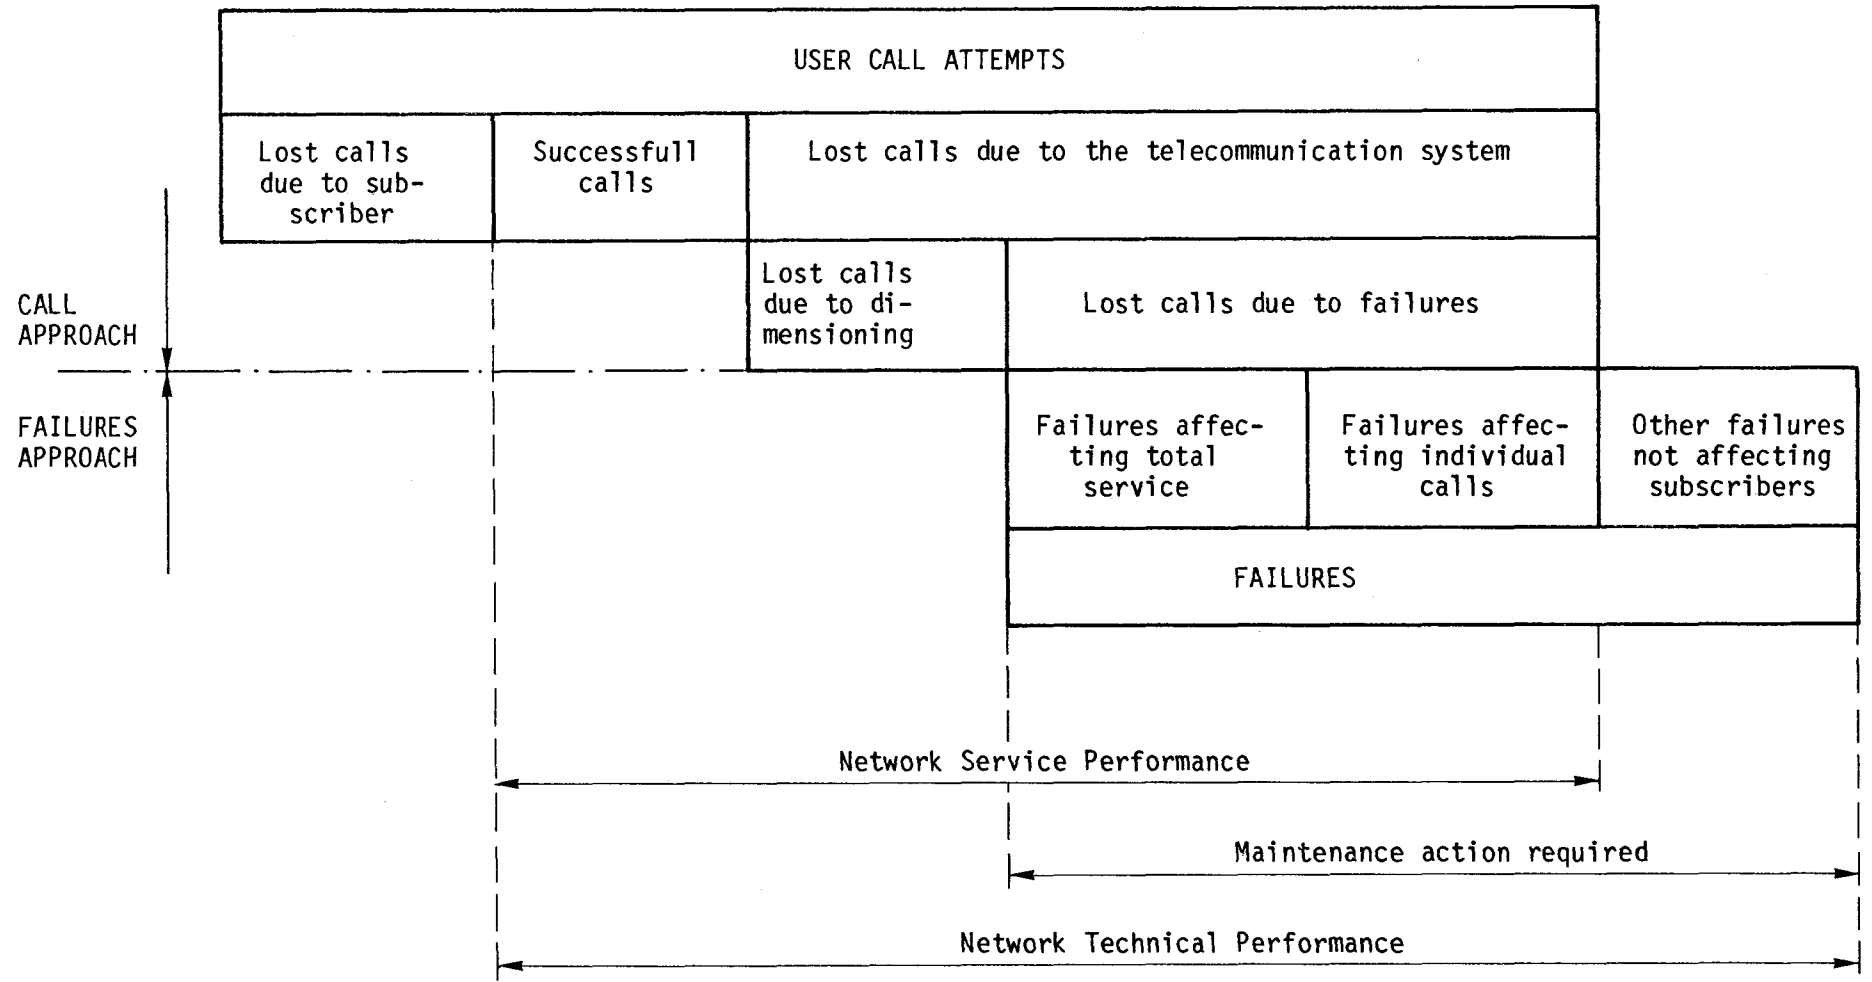 USER CALL ATTEMPTS
Lost calls
due to sub-
scriber
Successfull
calls
Lost calls due to the telecommunication system
CALL
APPROACH
Lost calls
due to di-
mensioning
Lost calls due to failures
FAILURES
APPROACH
Failures affec-
ting total
service
Failures affec-
ting individual
calls
Other failures
not affecting
subscribers
FAILURES
Network Service Performance
Maintenance action required
Network Technical Performance